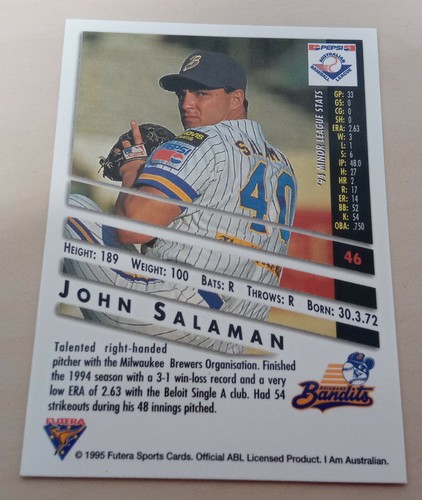 PEPSI
AUSTRALIAN
BASEBALL
LEAGUE
'94 MINOR LEAGUE STATS
GP: 33
GS: 0
CG: 0
SH: 0
ERA: 2.63
W: 3
L: 1
S: 6
IP: 48.0
H: 27
HR 2
R: 17
ER: 14
BB: 52
K: 54
OBA: .750
B
PEPSI
40
46
HEIGHT: 189 WEIGHT: 100 BATS: R THROWS: R BORN: 30.3.72
JOHN SALAMAN
Talented right-handed
pitcher with the Milwaukee Brewers Organisation. Finished
the 1994 season with a 3-1 win-loss record and a very
low ERA of 2.63 with the Beloit Single A club. Had 54
strikeouts during his 48 innings pitched.
Bandits
FUTERA
© 1995 Futera Sports Cards. Official ABL Licensed Product. I Am Australian.